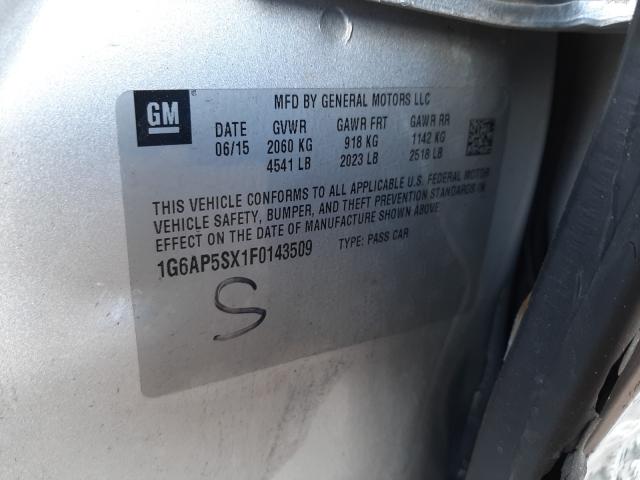 GM
MFD BY GENERAL MOTORS LLC
DATE GVWR GAWR FRT GAWR RR
06/15 2060 KG 918 KG 1142 KG
4541 LB 2023 LB 2518 LB
THIS VEHICLE CONFORMS TO ALL APPLICABLE U.S. FEDERAL MOTOR
VEHICLE SAFETY, BUMPER, AND THEFT PREVENTION STANDARDS IN
EFFECT ON THE DATE OF MANUFACTURE SHOWN ABOVE.
1G6AP5SX1F0143509 TYPE: PASS CAR
S